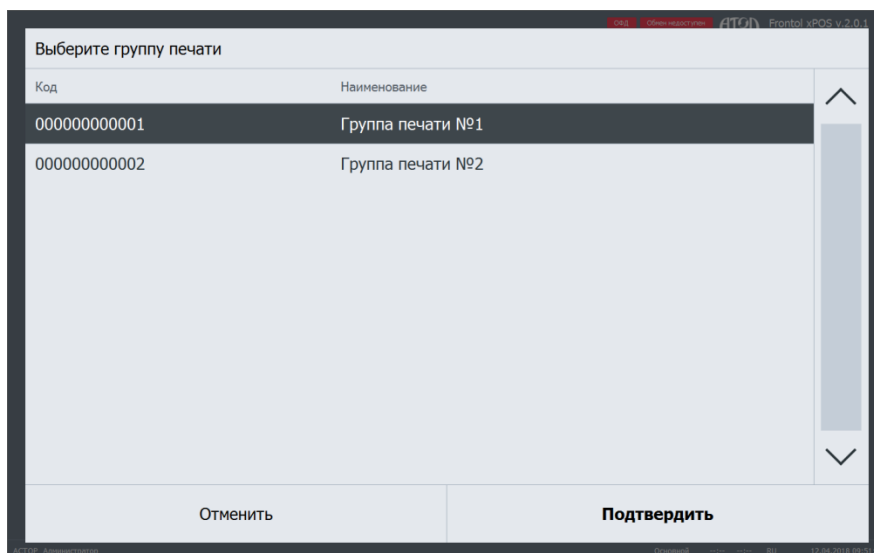 ОФД Обмен недоступен АТОЛ Frontol xPOS v.2.0.1
Выберите группу печати
Код Наименование
000000000001 Группа печати №1
000000000002 Группа печати №2
Отменить Подтвердить
АСТОР Администратор Основной --:-- --:-- RU 12.04.2018 09:51